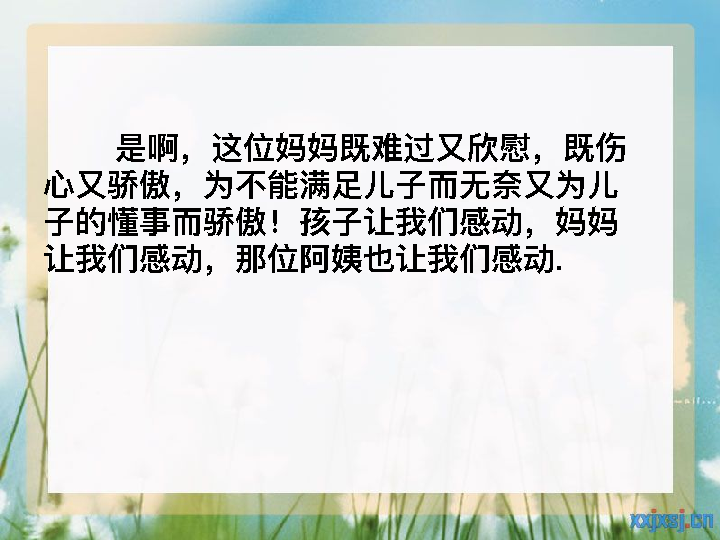 是啊，这位妈妈既难过又欣慰，既伤
心又骄傲，为不能满足儿子而无奈又为儿
子的懂事而骄傲！孩子让我们感动，妈妈
让我们感动，那位阿姨也让我们感动.
xxjxsj.cn